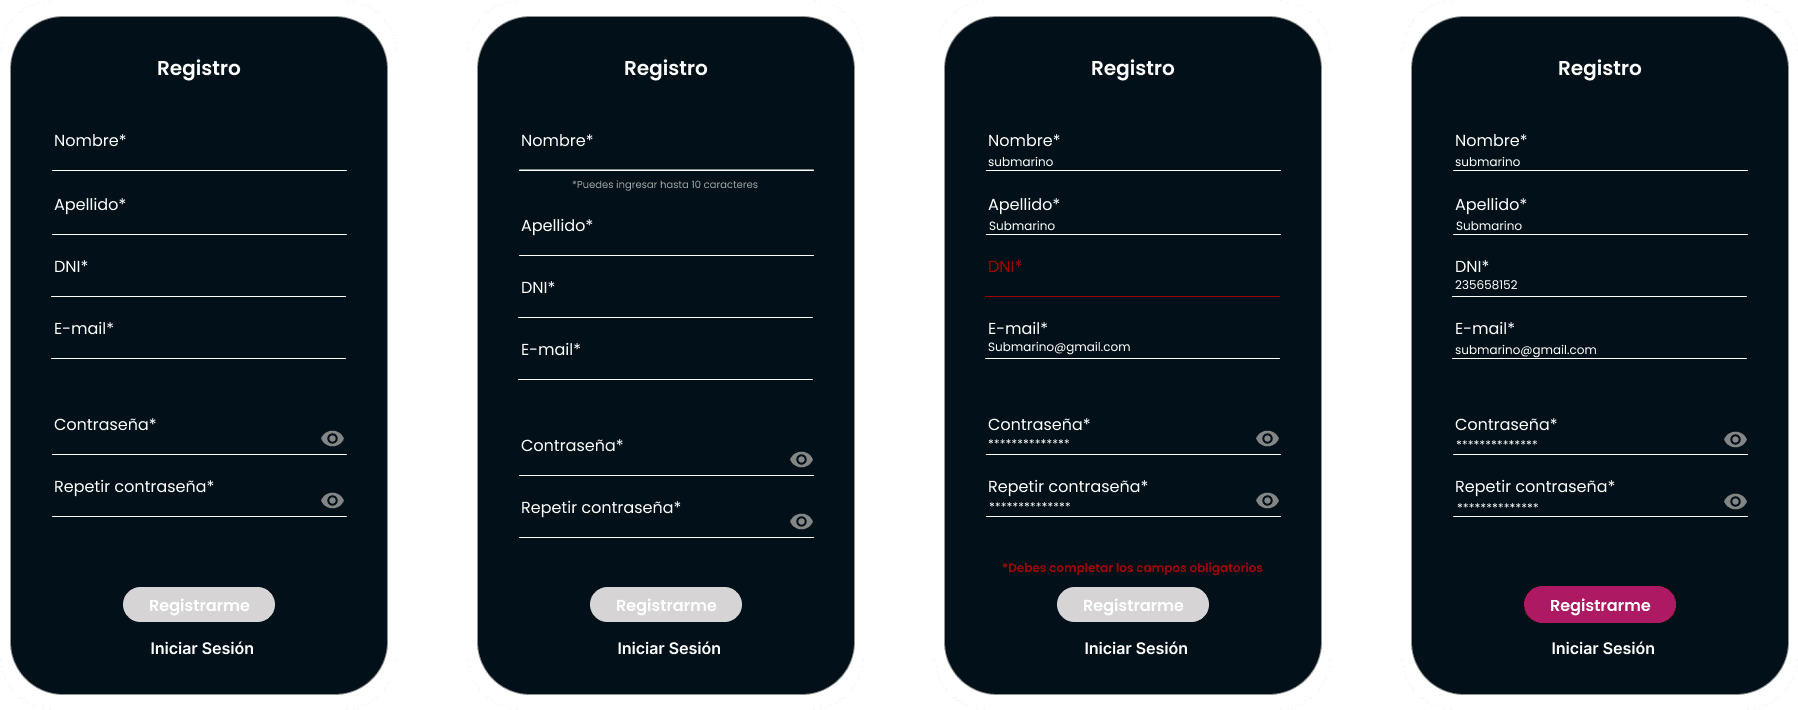 Registro
Nombre*
Apellido*
DNI*
E-mail*
Contraseña*
Repetir contraseña*
Registrarme
Iniciar Sesión
Registro
Nombre*
*Puedes ingresar hasta 10 caracteres
Apellido*
DNI*
E-mail*
Contraseña*
Repetir contraseña*
Registrarme
Iniciar Sesión
Registro
Nombre*
submarino
Apellido*
Submarino
DNI*
E-mail*
Submarino@gmail.com
Contraseña*
**************
Repetir contraseña*
**************
*Debes completar los campos obligatorios
Registrarme
Iniciar Sesión
Registro
Nombre*
submarino
Apellido*
Submarino
DNI*
235658152
E-mail*
submarino@gmail.com
Contraseña*
**************
Repetir contraseña*
**************
Registrarme
Iniciar Sesión